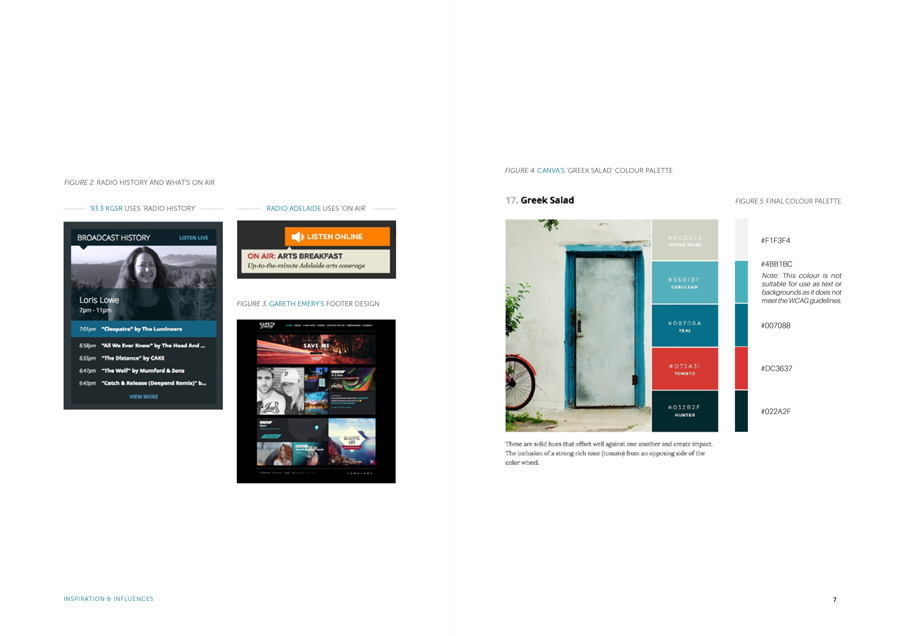 FIGURE 2. RADIO HISTORY AND WHAT'S ON AIR
93.3 KGSR USES 'RADIO HISTORY'
BROADCAST HISTORY LISTEN LIVE
Loris Lowe
7pm - 11pm
7:01pm "Cleopatra" by The Lumineers
6:58pm "All We Ever Knew" by The Head And ...
6:55pm "The Distance" by CAKE
6:47pm "The Wolf" by Mumford & Sons
6:43pm "Catch & Release (Deepend Remix)" b...
VIEW MORE
RADIO ADELAIDE USES 'ON AIR'
LISTEN ONLINE
ON AIR: ARTS BREAKFAST
Up-to-the-minute Adelaide arts coverage
FIGURE 3. GARETH EMERY'S FOOTER DESIGN
GARETH
EMERY
SAVE ME
INSPIRATION & INFLUENCES
FIGURE 4. CANVA'S 'GREEK SALAD' COLOUR PALETTE
17. Greek Salad
STONE WASH
CERULEAN
TEAL
TOMATO
HUNTER
These are solid hues that offset well against one another and create impact.
The inclusion of a strong rich tone (tomato) from an opposing side of the
color wheel.
FIGURE 5. FINAL COLOUR PALETTE
#F1F3F4
#4BB1BC
Note: This colour is not
suitable for use as text or
backgrounds as it does not
meet the WCAG guidelines.
#007088
#DC3637
#022A2F
7